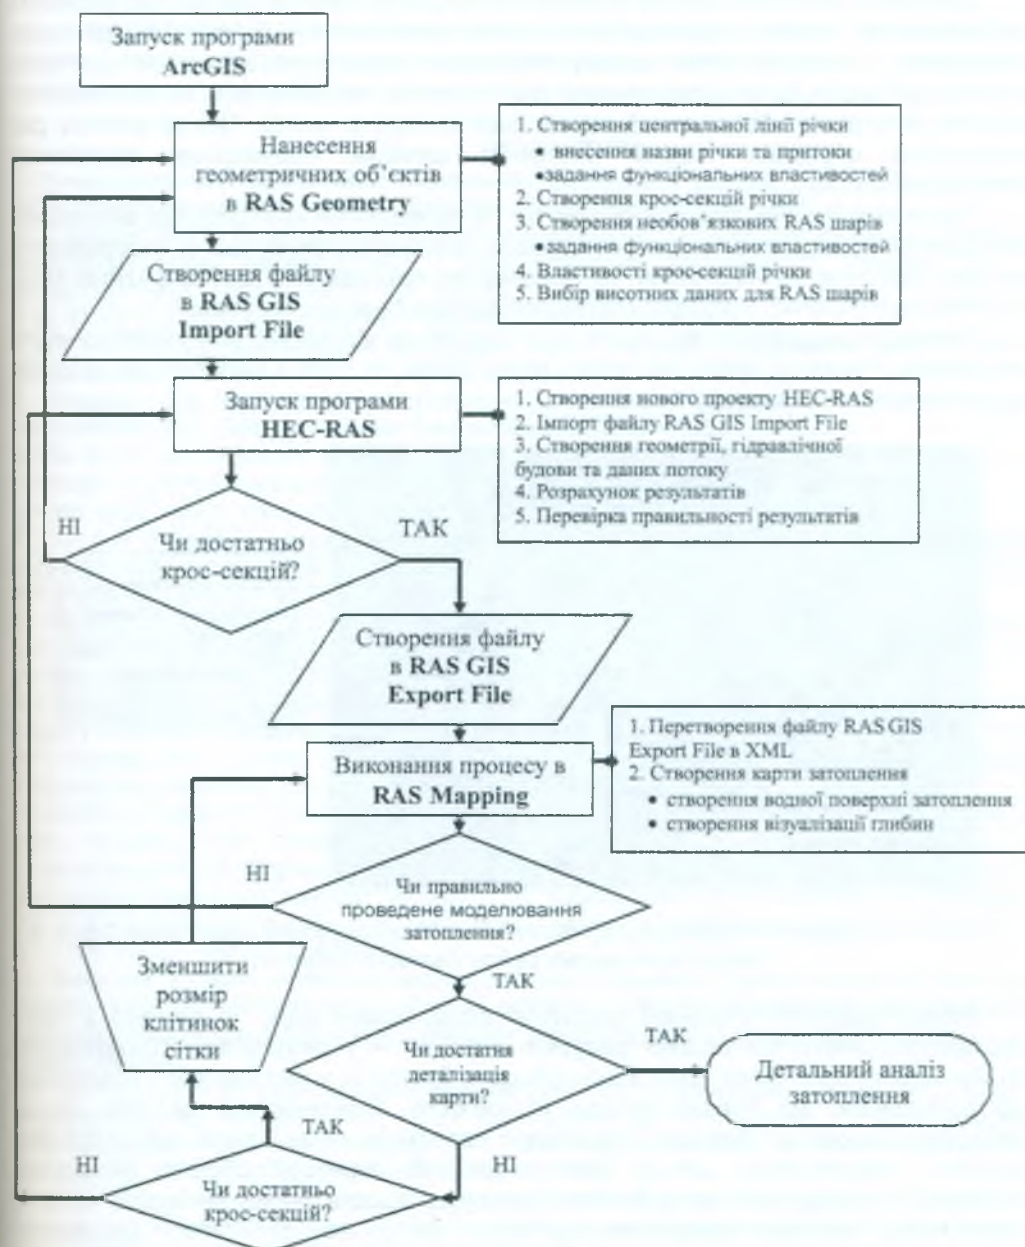 Запуск програми
ArcGIS
Нанесення
геометричних об’єктів
в RAS Geometry
1. Створення центральної лінії річки
• внесення назви річки та притоки
•задання функціональних властивостей
2. Створення крос-секцій річки
3. Створення необов’язкових RAS шарів
•задання функціональних властивостей
4. Властивості крос-секцій річки
5. Вибір висотних даних для RAS шарів
Створення файлу
в RAS GIS
Import File
Запуск програми
HEC-RAS
1. Створення нового проекту HEC-RAS
2. Імпорт файлу RAS GIS Import File
3. Створення геометрії, гідравлічної
будови та даних потоку
4. Розрахунок результатів
5. Перевірка правильності результатів
НІ
ТАК
Чи достатньо
крос-секцій?
Створення файлу
в RAS GIS
Export File
Виконання процесу в
RAS Mapping
1. Перетворення файлу RAS GIS
Export File в XML
2. Створення карти затоплення
• створення водної поверхні затоплення
• створення візуалізації глибин
НІ
Чи правильно
проведене моделювання
затоплення?
ТАК
Зменшити
розмір
клітинок
сітки
Чи достатня
деталізація
карти?
ТАК
Детальний аналіз
затоплення
ТАК
НІ
НІ
Чи достатньо
крос-секцій?